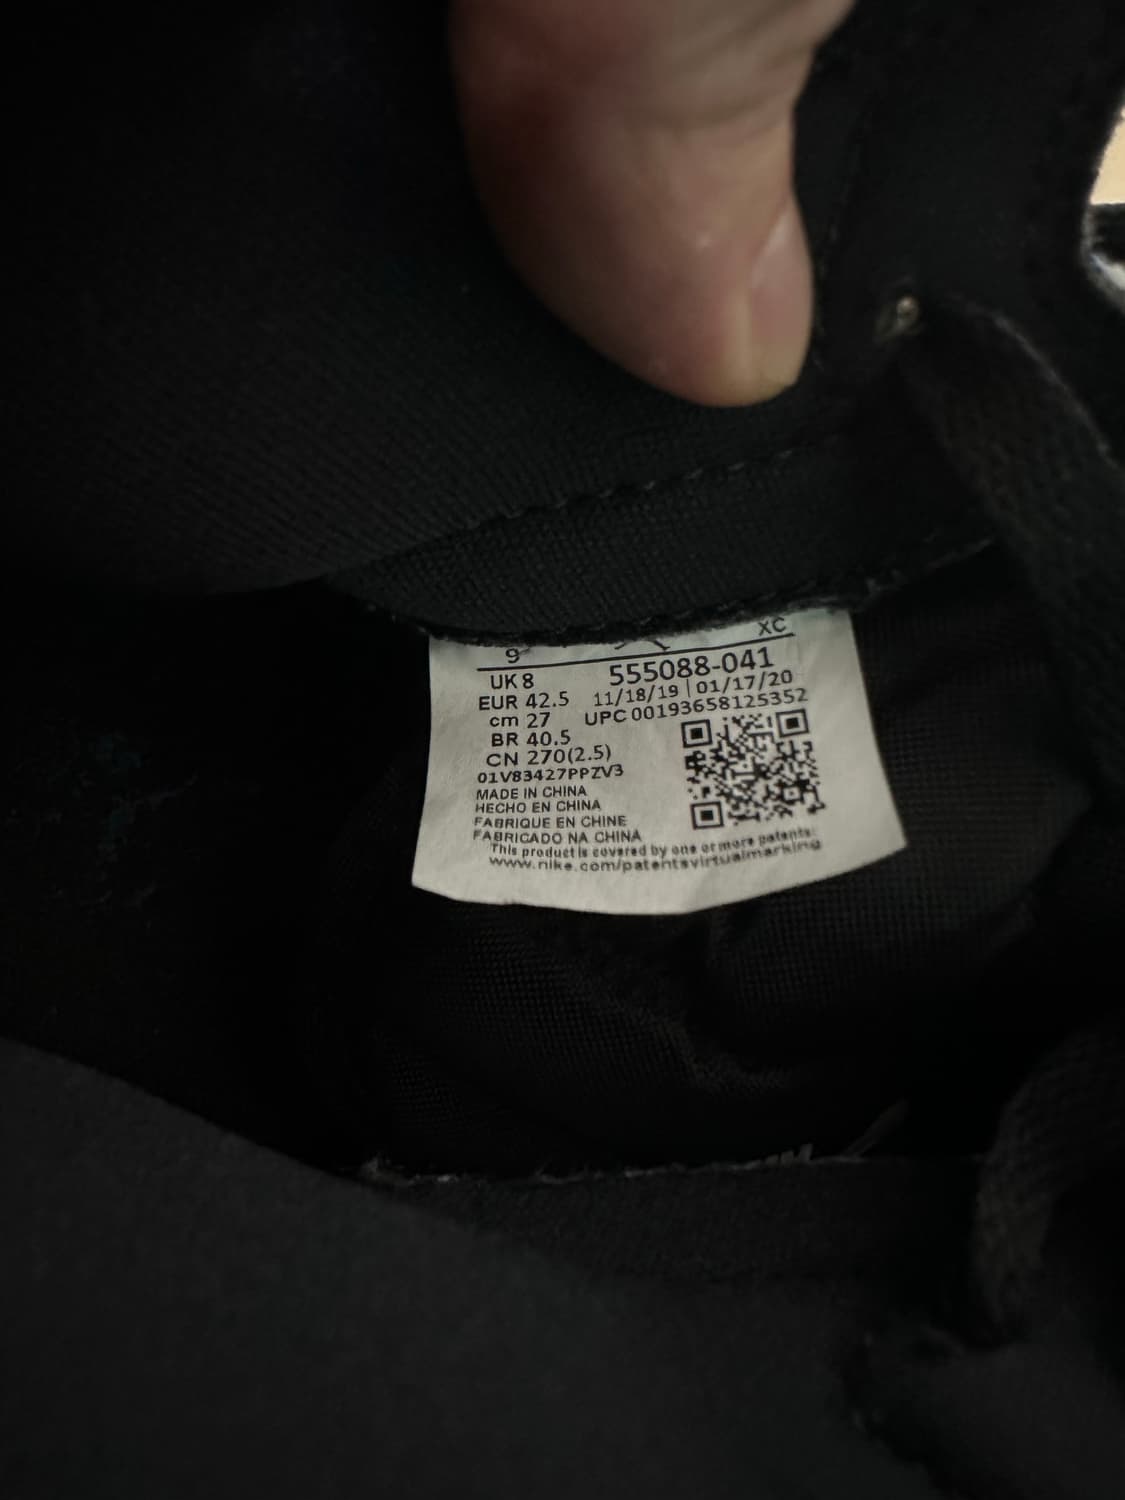 9 XC
UK 8 555088-041
EUR 42.5 11/18/19 | 01/17/20
cm 27 UPC 00193658125352
BR 40.5
CN 270(2.5)
01V83427PPZV3
MADE IN CHINA
HECHO EN CHINA
FABRIQUE EN CHINE
FABRICADO NA CHINA
This product is covered by one or more patents:
www.nike.com/patentsvirtualmarking